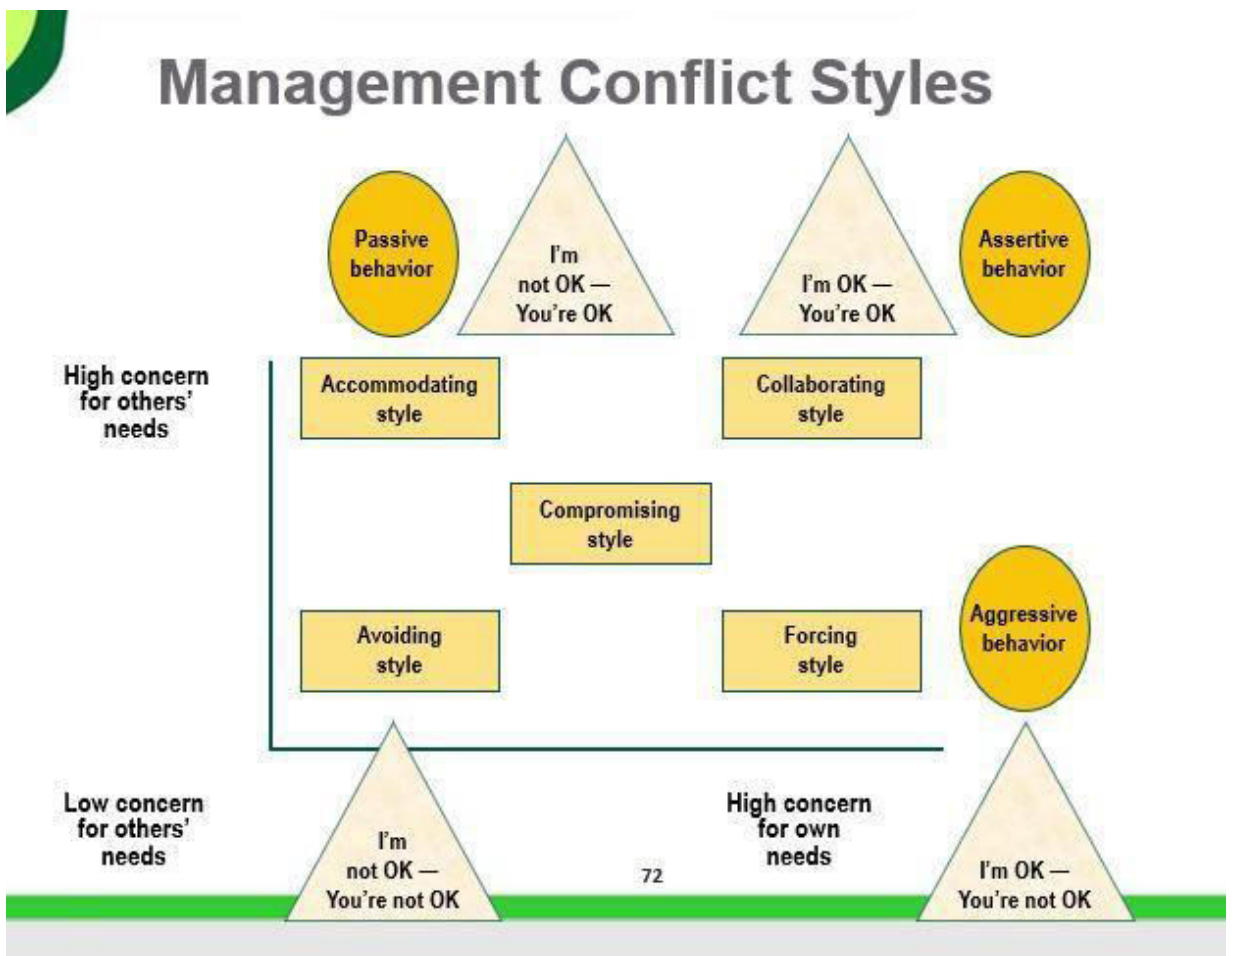 Management Conflict Styles
Passive
behavior
I'm
not OK —
You're OK
I'm OK —
You're OK
Assertive
behavior
High concern
for others'
needs
Accommodating
style
Collaborating
style
Compromising
style
Avoiding
style
Forcing
style
Aggressive
behavior
Low concern
for others'
needs
I'm
not OK —
You're not OK
72
High concern
for own
needs
I'm OK —
You're not OK